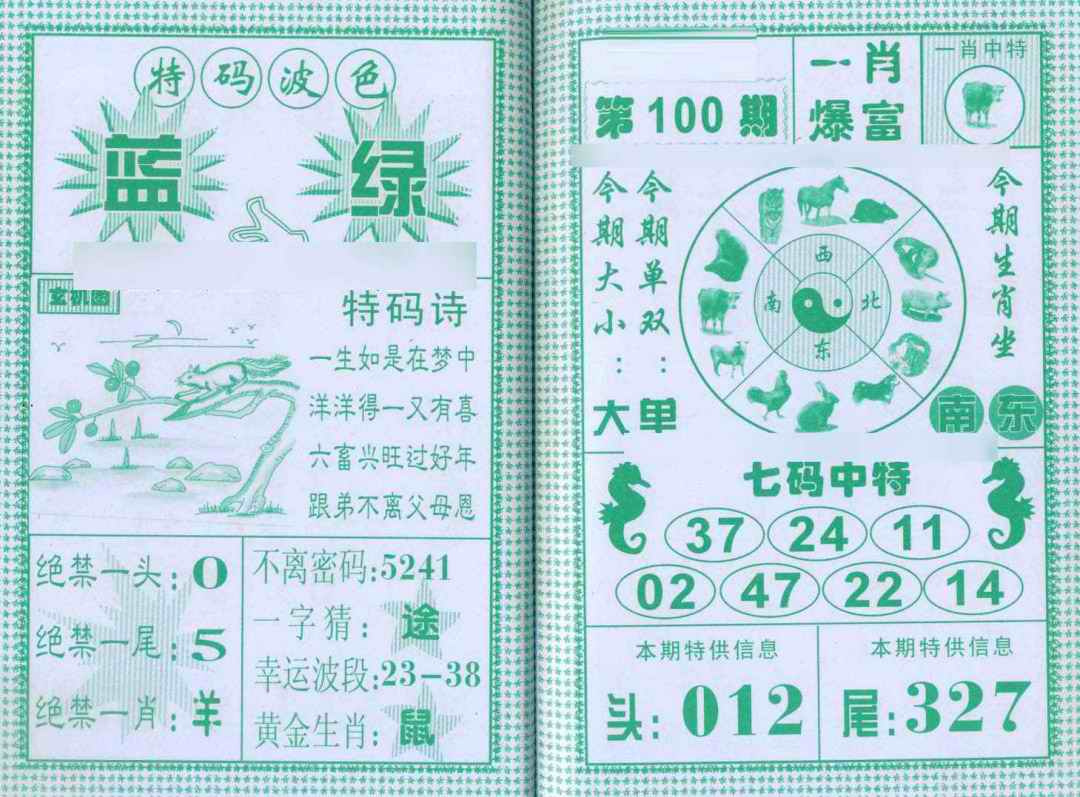 特码波色
蓝 绿
玄机图
特码诗
一生如是在梦中
洋洋得一又有喜
六畜兴旺过好年
跟弟不离父母恩
绝禁一头:0
绝禁一尾:5
绝禁一肖:羊
不离密码:5241
一字猜:途
幸运波段:23-38
黄金生肖:鼠
第100期
一肖
爆富
一肖中特
今期大小:大
今期单双:单
西
南 北
东
今期生肖坐
南东
七码中特
37 24 11
02 47 22 14
本期特供信息
头:012
本期特供信息
尾:327